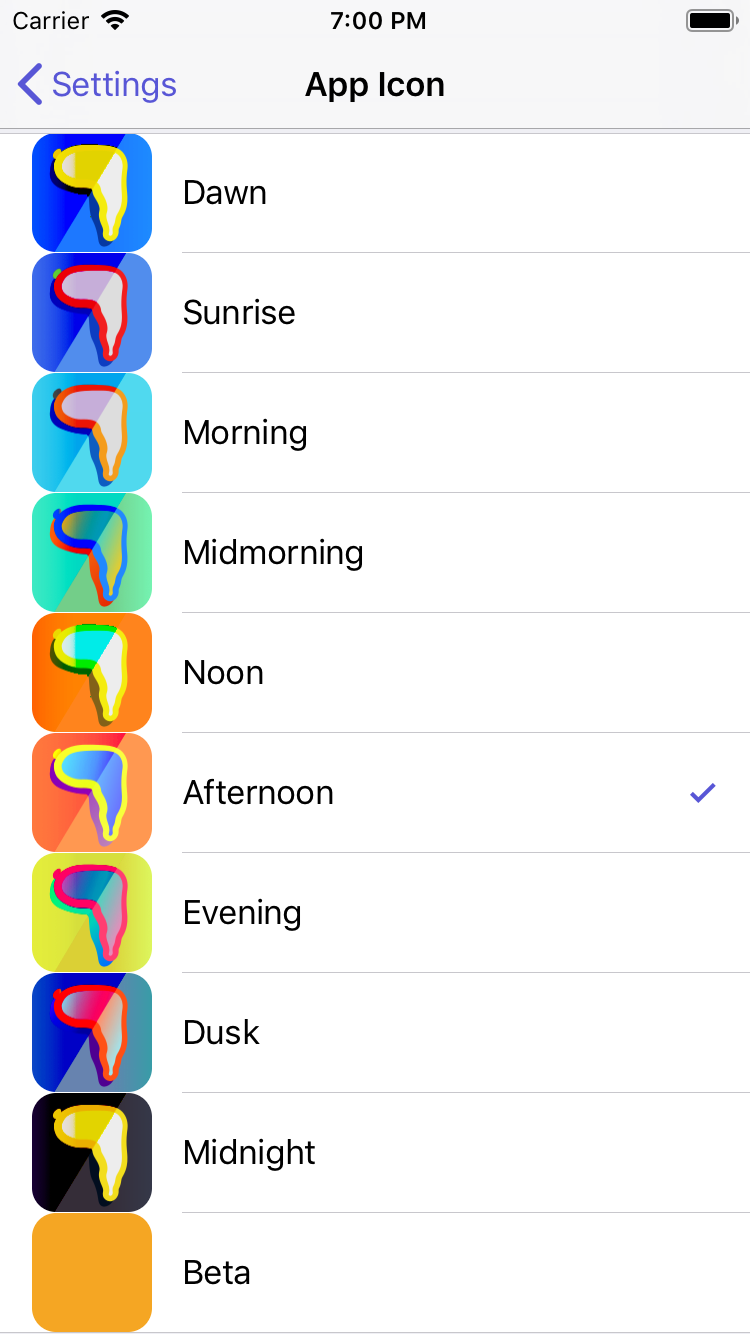 Carrier 7:00 PM
Settings App Icon
Dawn
Sunrise
Morning
Midmorning
Noon
Afternoon
Evening
Dusk
Midnight
Beta